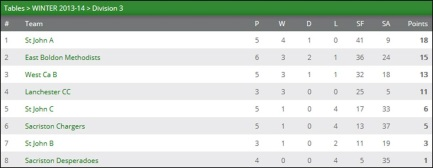 Tables > WINTER 2013-14 > Division 3
# Team P W D L SF SA Points
1 St John A 5 4 1 0 41 9 18
2 East Boldon Methodists 6 3 2 1 36 24 15
3 West Ca B 5 3 1 1 32 18 13
4 Lanchester CC 3 3 0 0 25 5 11
5 St John C 5 1 0 4 17 33 6
6 Sacriston Chargers 5 1 0 4 13 37 5
7 St John B 3 1 0 2 11 19 3
8 Sacriston Desperadoes 4 0 0 4 5 35 1